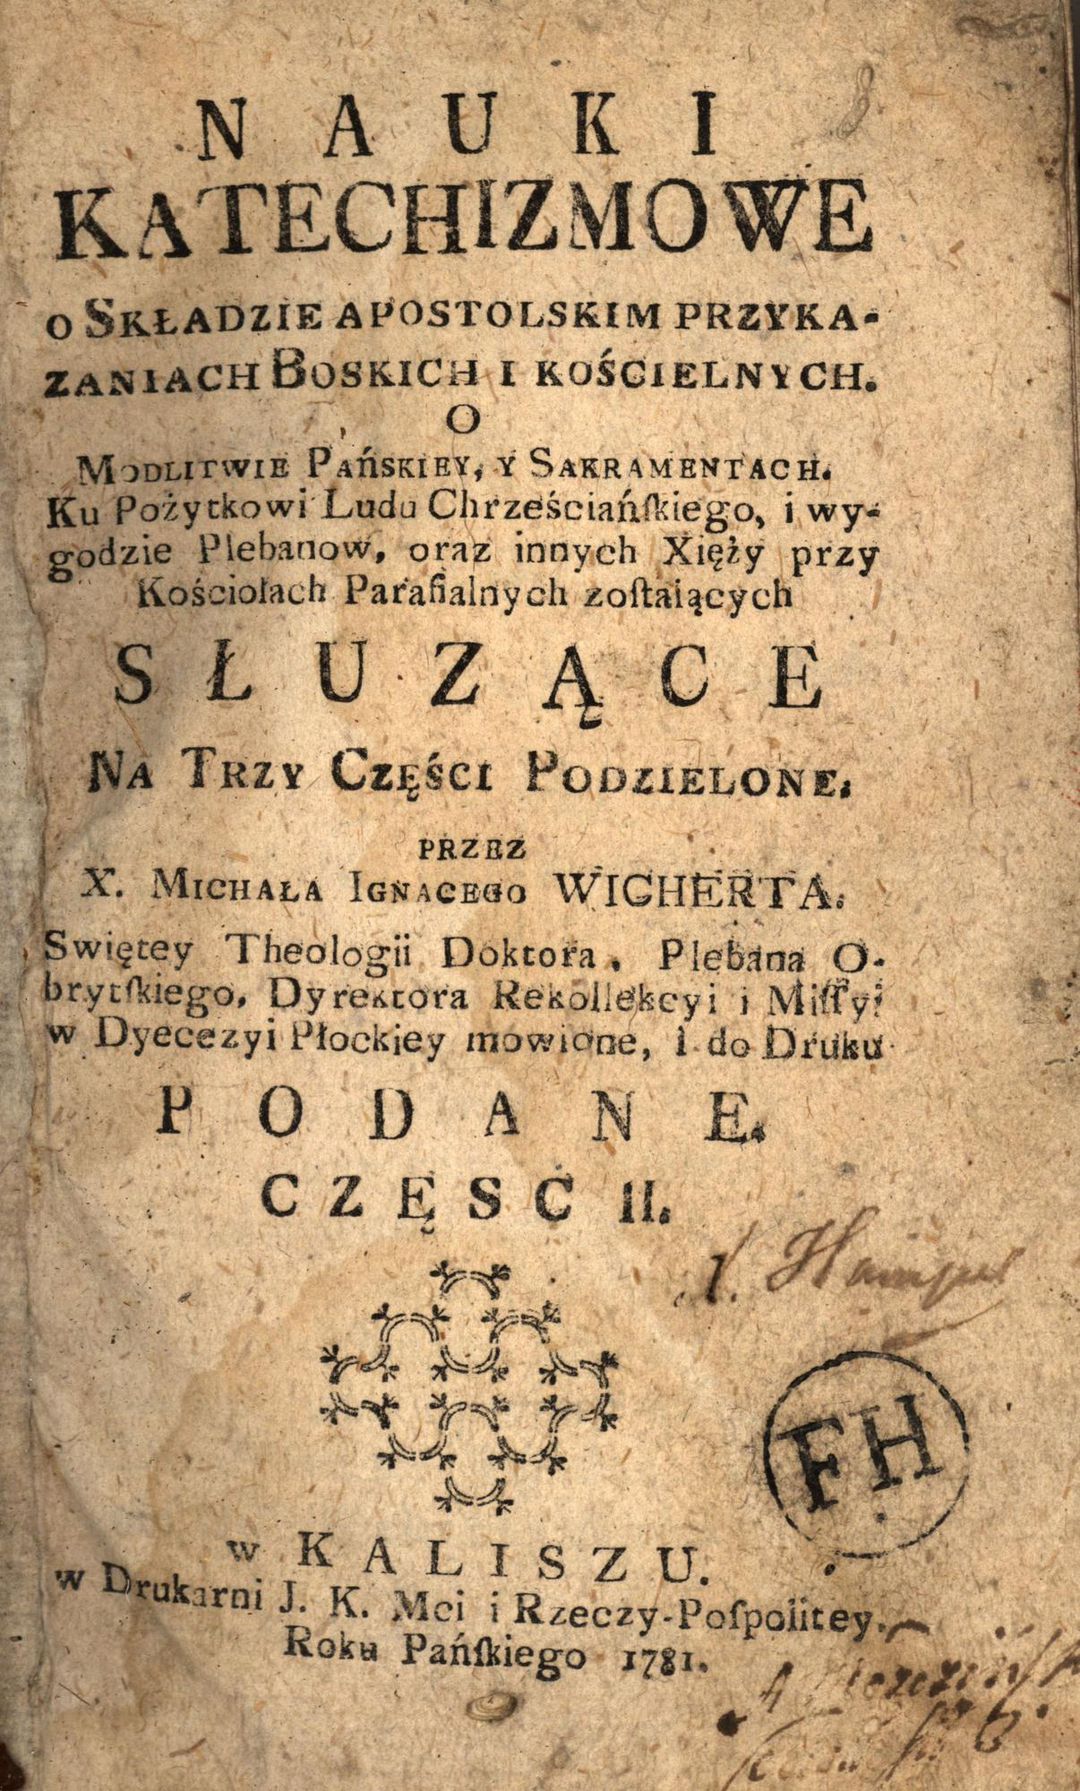 NAUKI
KATECHIZMOWE
O SKŁADZIE APOSTOLSKIM PRZYKA-
ZANIACH BOSKICH I KOŚCIELNYCH.
O
MODLITWIE PAńSKIEY, Y SAKRAMENTACH.
Ku Pożytkowi Ludu Chrześciańſkiego, i wy-
godzie Plebanow, oraz innych Xięży przy
Kościołach Parafialnych zoſtaiących
SŁUZĄCE
NA TRZY CZĘŚCI PODZIELONE.
PRZEZ
X. MICHAŁA IGNACEGO WICHERTA.
Swiętey Theologii Doktora, Plebana O-
brytſkiego, Dyrektora Rekollekcyi i Miſſyi
w Dyecezyi Płockiey mowione, i do Druku
PODANE.
CZĘSC II.
FH
w KALISZU.
w Drukarni J. K. Mci i Rzeczy-Poſpolitey.
Roku Pańſkiego 1781.